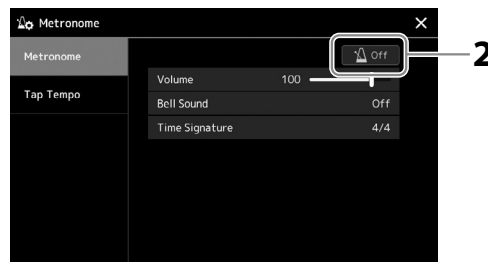 Metronome
Metronome
Off
2
Tap Tempo
Volume 100
Bell Sound Off
Time Signature 4/4